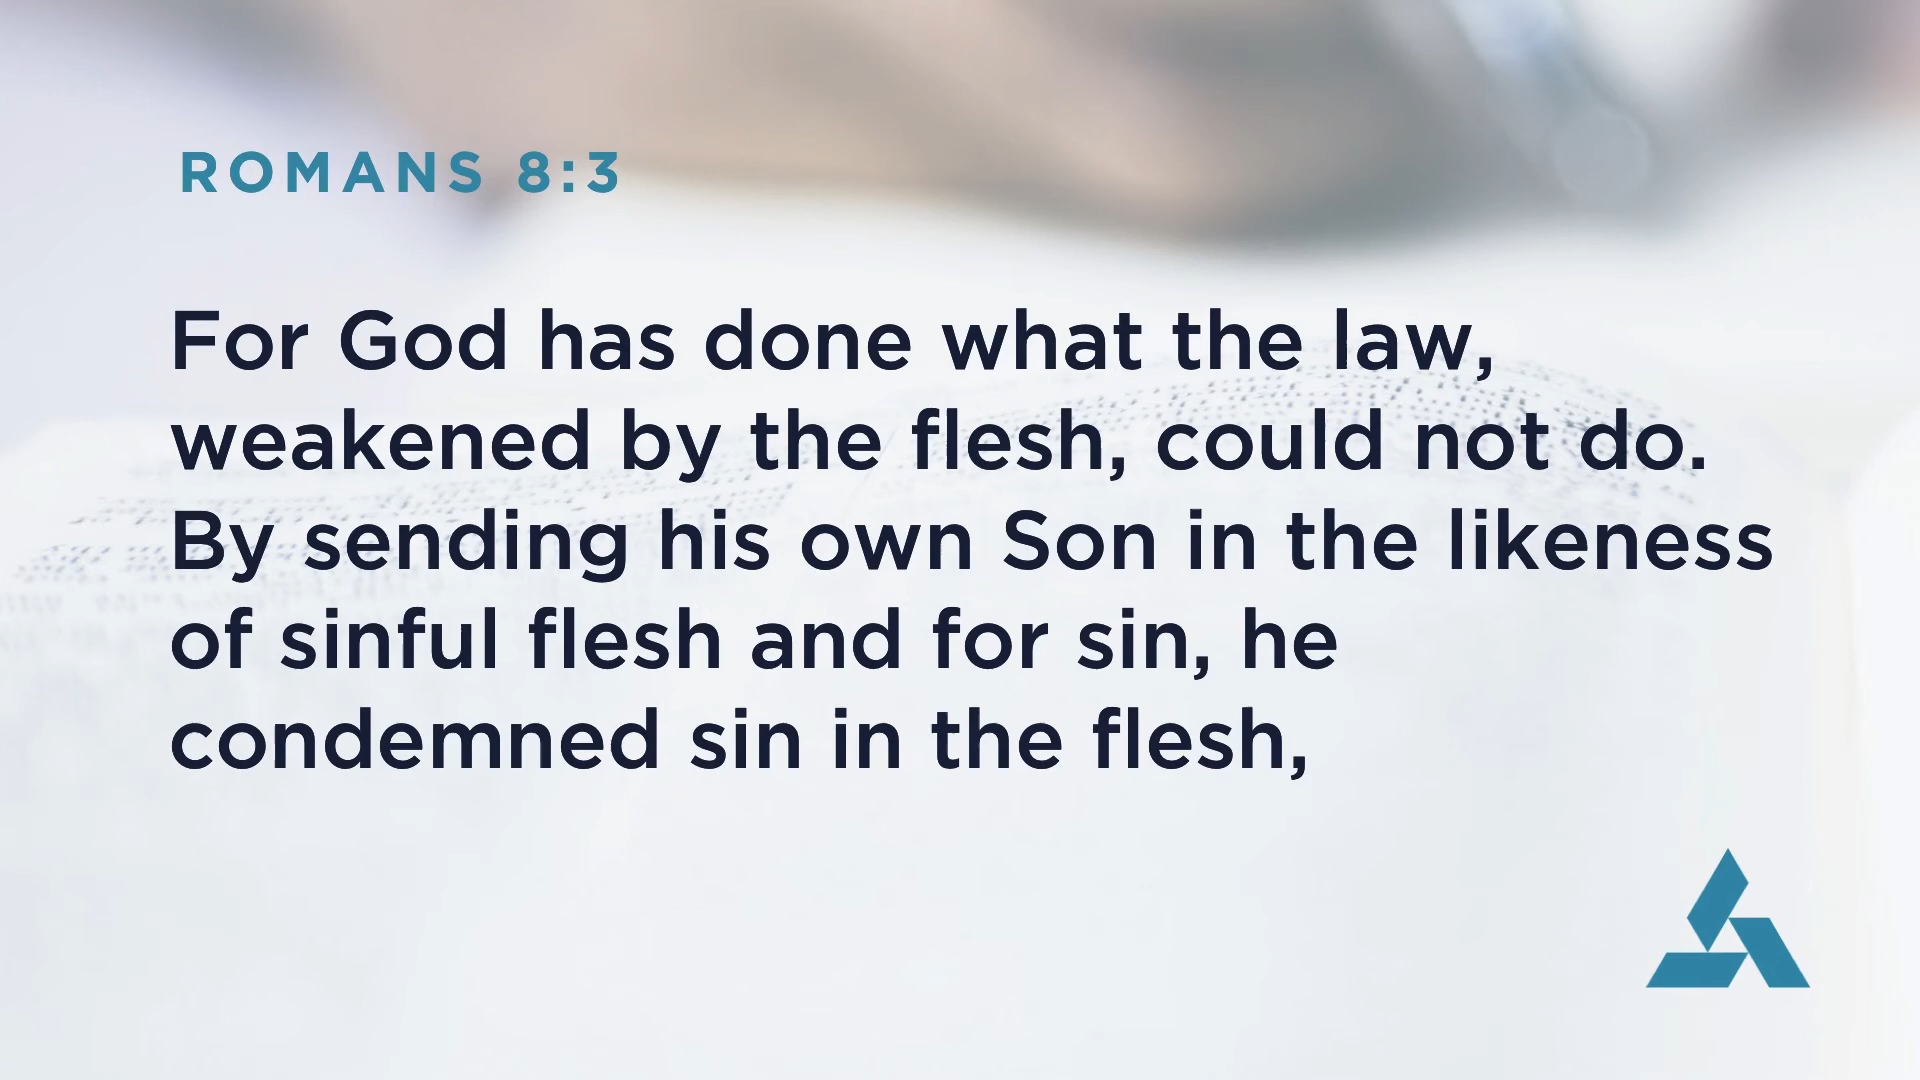 ROMANS 8:3
For God has done what the law,
weakened by the flesh, could not do.
By sending his own Son in the likeness
of sinful flesh and for sin, he
condemned sin in the flesh,